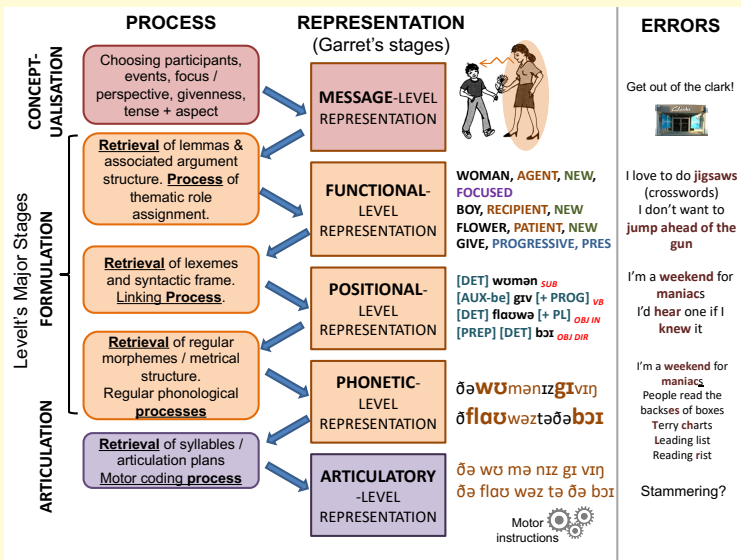 PROCESS
REPRESENTATION
(Garret's stages)
ERRORS
Levelt's Major Stages
CONCEPT-
UALISATION
FORMULATION
ARTICULATION
Choosing participants,
events, focus /
perspective, givenness,
tense + aspect
MESSAGE-LEVEL
REPRESENTATION
Get out of the clark!
Clarks
Retrieval of lemmas &
associated argument
structure. Process of
thematic role
assignment.
FUNCTIONAL-
LEVEL
REPRESENTATION
WOMAN, AGENT, NEW,
FOCUSED
BOY, RECIPIENT, NEW
FLOWER, PATIENT, NEW
GIVE, PROGRESSIVE, PRES
I love to do jigsaws
(crosswords)
I don't want to
jump ahead of the
gun
Retrieval of lexemes
and syntactic frame.
Linking Process.
POSITIONAL-
LEVEL
REPRESENTATION
[DET] wʊmən SUB
[AUX-be] gɪv [+ PROG] VB
[DET] flaʊwə [+ PL] OBJ IN
[PREP] [DET] bɔɪ OBJ DIR
I'm a weekend for
maniacs
I'd hear one if I
knew it
Retrieval of regular
morphemes / metrical
structure.
Regular phonological
processes
PHONETIC-
LEVEL
REPRESENTATION
ðəwʊmənɪzgɪvɪŋ
ðflaʊwəztəðəbɔɪ
I'm a weekend for
maniacs
People read the
backses of boxes
Terry charts
Leading list
Reading rist
Retrieval of syllables /
articulation plans
Motor coding process
ARTICULATORY
-LEVEL
REPRESENTATION
ðə wʊ mə nɪz gɪ vɪŋ
ðə flaʊ wəz tə ðə bɔɪ
Motor
instructions
Stammering?